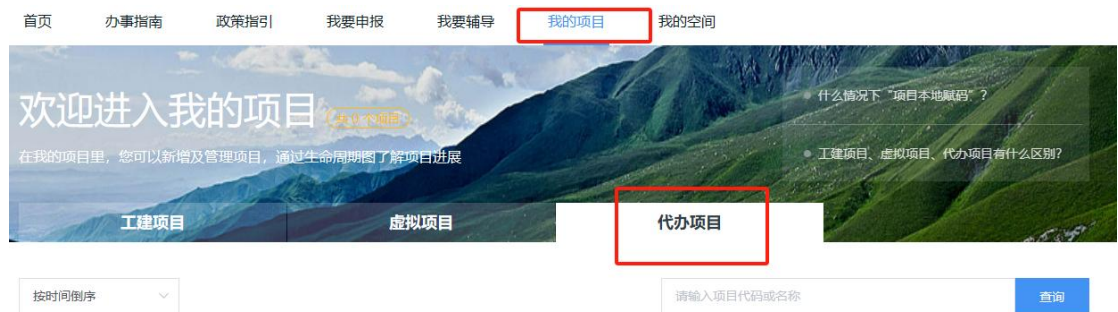 首页 办事指南 政策指引 我要申报 我要辅导 我的项目 我的空间
欢迎进入我的项目 (共0个项目)
在我的项目里，您可以新增及管理项目，通过生命周期图了解项目进展
什么情况下“项目本地赋码”？
工建项目、虚拟项目、代办项目有什么区别?
工建项目 虚拟项目 代办项目
按时间倒序 请输入项目代码或名称 查询